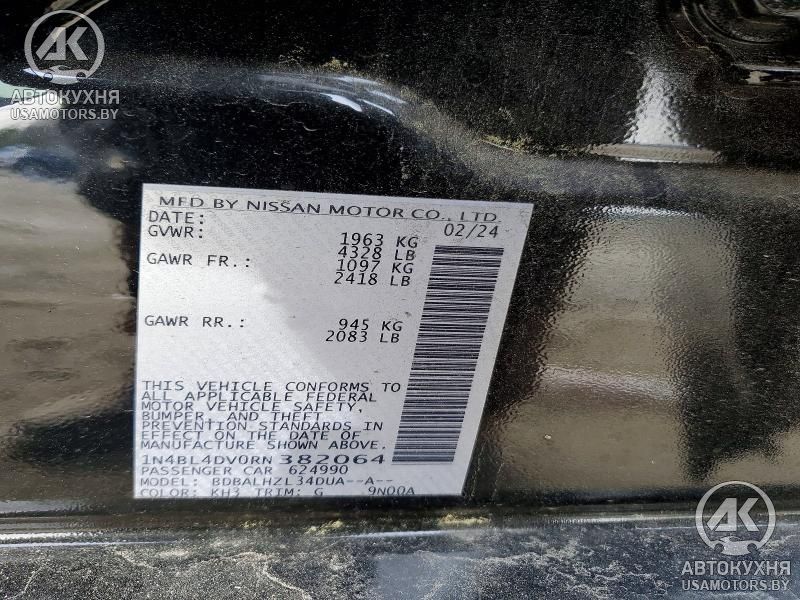 AK
АВТОКУХНЯ
USAMOTORS.BY
MFD BY NISSAN MOTOR CO., LTD.
DATE: 02/24
GVWR: 1963 KG
4328 LB
GAWR FR.: 1097 KG
2418 LB
GAWR RR.: 945 KG
2083 LB
THIS VEHICLE CONFORMS TO
ALL APPLICABLE FEDERAL
MOTOR VEHICLE SAFETY,
BUMPER, AND THEFT
PREVENTION STANDARDS IN
EFFECT ON THE DATE OF
MANUFACTURE SHOWN ABOVE.
1N4BL4DV0RN382064
PASSENGER CAR 624990
MODEL: BDBALHZL34DUA--A--
COLOR: KH3 TRIM: G 9N00A
AK
АВТОКУХНЯ
USAMOTORS.BY